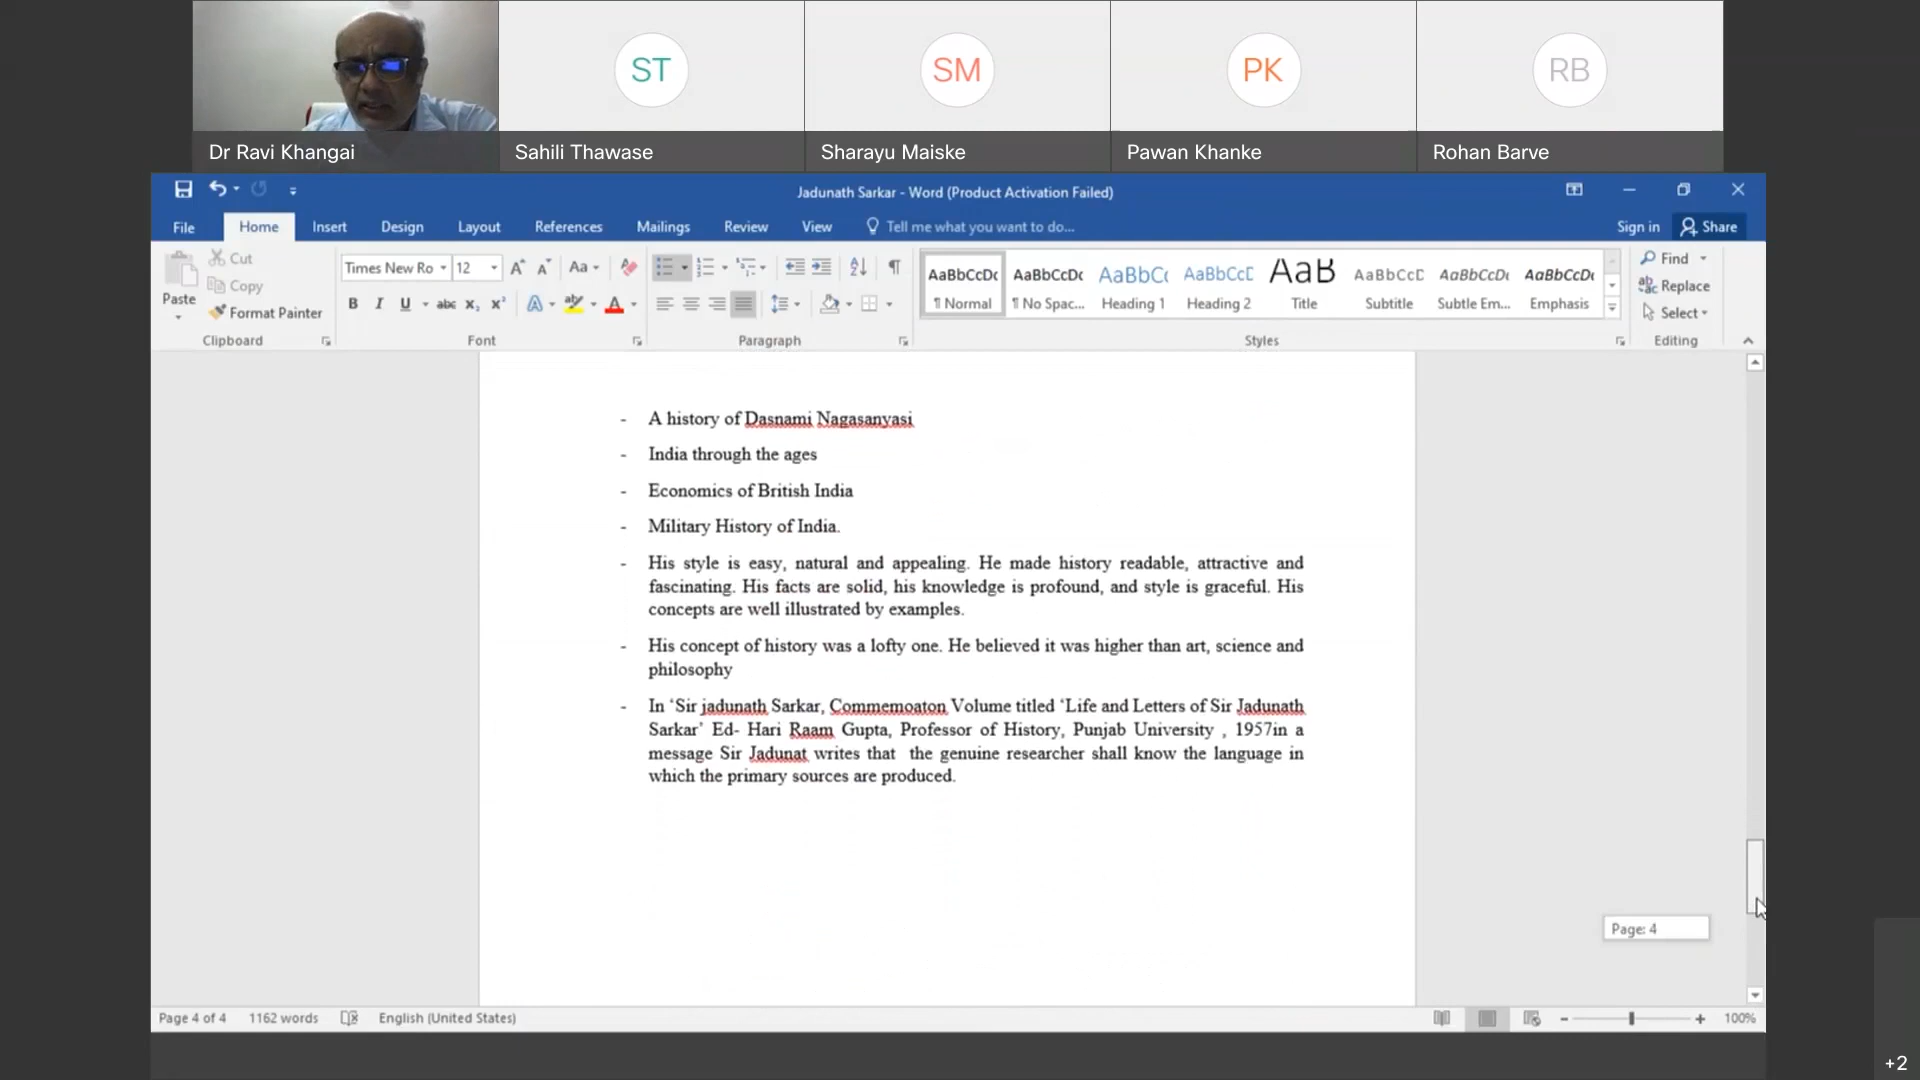 ST
SM
PK
RB
Dr Ravi Khangai
Sahili Thawase
Sharayu Maiske
Pawan Khanke
Rohan Barve
Jadunath Sarkar - Word (Product Activation Failed)
File Home Insert Design Layout References Mailings Review View Tell me what you want to do... Sign in Share
Paste
Cut
Copy
Format Painter
Clipboard
Times New Ro 12 Aa
B I U abc X₂ X² A ab A
Font
Paragraph
AaBbCcDc AaBbCcDc AaBbC AaBbCcD AaB AaBbCcD AaBbCcDc AaBbCcDc
¶ Normal ¶ No Spac... Heading 1 Heading 2 Title Subtitle Subtle Em... Emphasis
Styles
Find
Replace
Select
Editing
- A history of Dasnami Nagasanyasi
- India through the ages
- Economics of British India
- Military History of India.
- His style is easy, natural and appealing. He made history readable, attractive and
fascinating. His facts are solid, his knowledge is profound, and style is graceful. His
concepts are well illustrated by examples.
- His concept of history was a lofty one. He believed it was higher than art, science and
philosophy
- In ‘Sir jadunath Sarkar, Commemoaton Volume titled ‘Life and Letters of Sir Jadunath
Sarkar’ Ed- Hari Raam Gupta, Professor of History, Punjab University , 1957in a
message Sir Jadunat writes that the genuine researcher shall know the language in
which the primary sources are produced.
Page: 4
Page 4 of 4 1162 words English (United States) 100%
+2